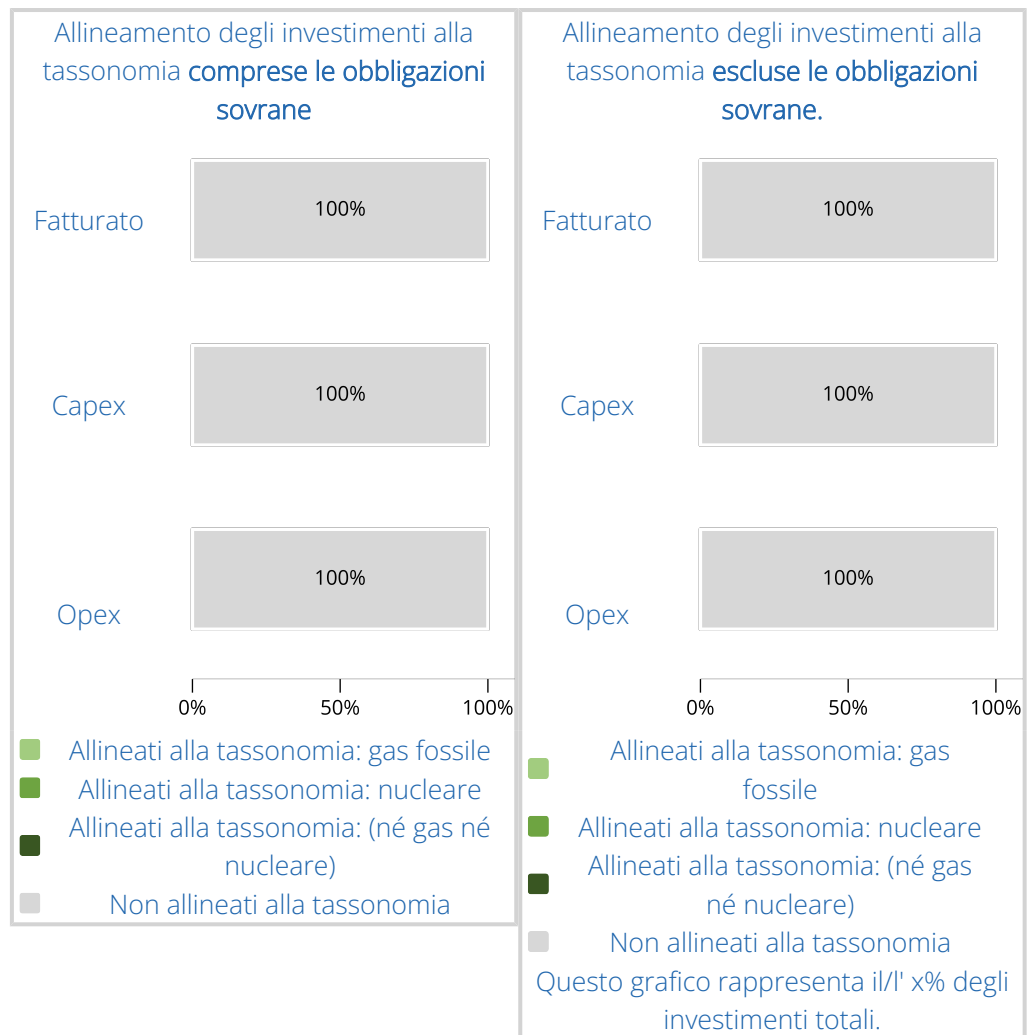 Allineamento degli investimenti alla
tassonomia comprese le obbligazioni
sovrane
Fatturato
100%
Capex
100%
Opex
100%
0%
50%
100%
Allineati alla tassonomia: gas fossile
Allineati alla tassonomia: nucleare
Allineati alla tassonomia: (né gas né
nucleare)
Non allineati alla tassonomia
Allineamento degli investimenti alla
tassonomia escluse le obbligazioni
sovrane.
Fatturato
100%
Capex
100%
Opex
100%
0%
50%
100%
Allineati alla tassonomia: gas
fossile
Allineati alla tassonomia: nucleare
Allineati alla tassonomia: (né gas
né nucleare)
Non allineati alla tassonomia
Questo grafico rappresenta il/l' x% degli
investimenti totali.